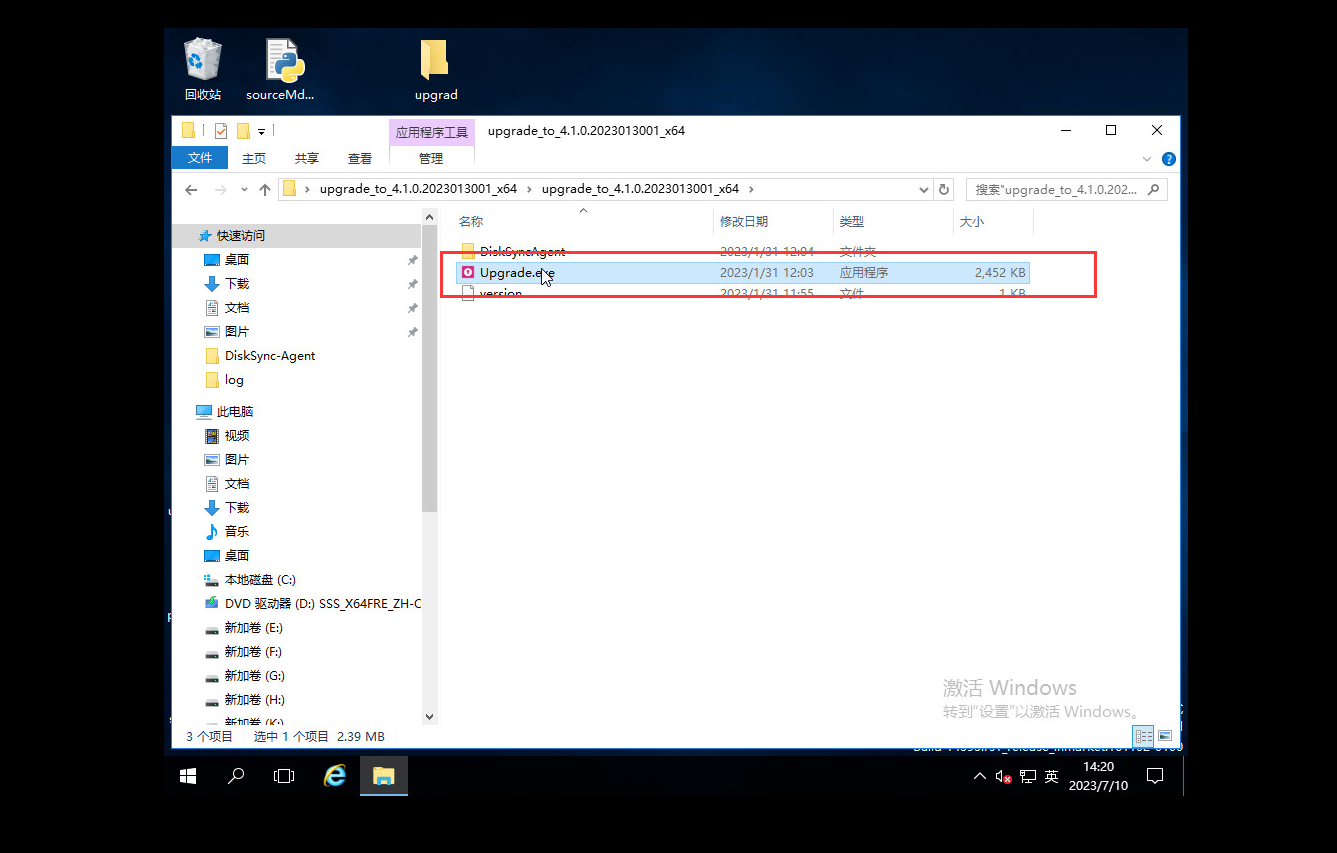 回收站
sourceMd...
upgrad
应用程序工具
upgrade_to_4.1.0.2023013001_x64
文件
主页
共享
查看
管理
upgrade_to_4.1.0.2023013001_x64
upgrade_to_4.1.0.2023013001_x64
搜索"upgrade_to_4.1.0.202...
名称
修改日期
类型
大小
快速访问
桌面
下载
文档
图片
DiskSync-Agent
log
此电脑
视频
图片
文档
下载
音乐
桌面
本地磁盘 (C:)
DVD 驱动器 (D:) SSS_X64FRE_ZH-C
新加卷 (E:)
新加卷 (F:)
新加卷 (G:)
新加卷 (H:)
新加卷 (K:)
DiskSyncAgent 2023/1/31 12:04 文件夹
Upgrade.exe 2023/1/31 12:03 应用程序 2,452 KB
version 2023/1/31 11:55 文件 1 KB
激活 Windows
转到"设置"以激活 Windows。
3 个项目 选中 1 个项目 2.39 MB
英
14:20
2023/7/10